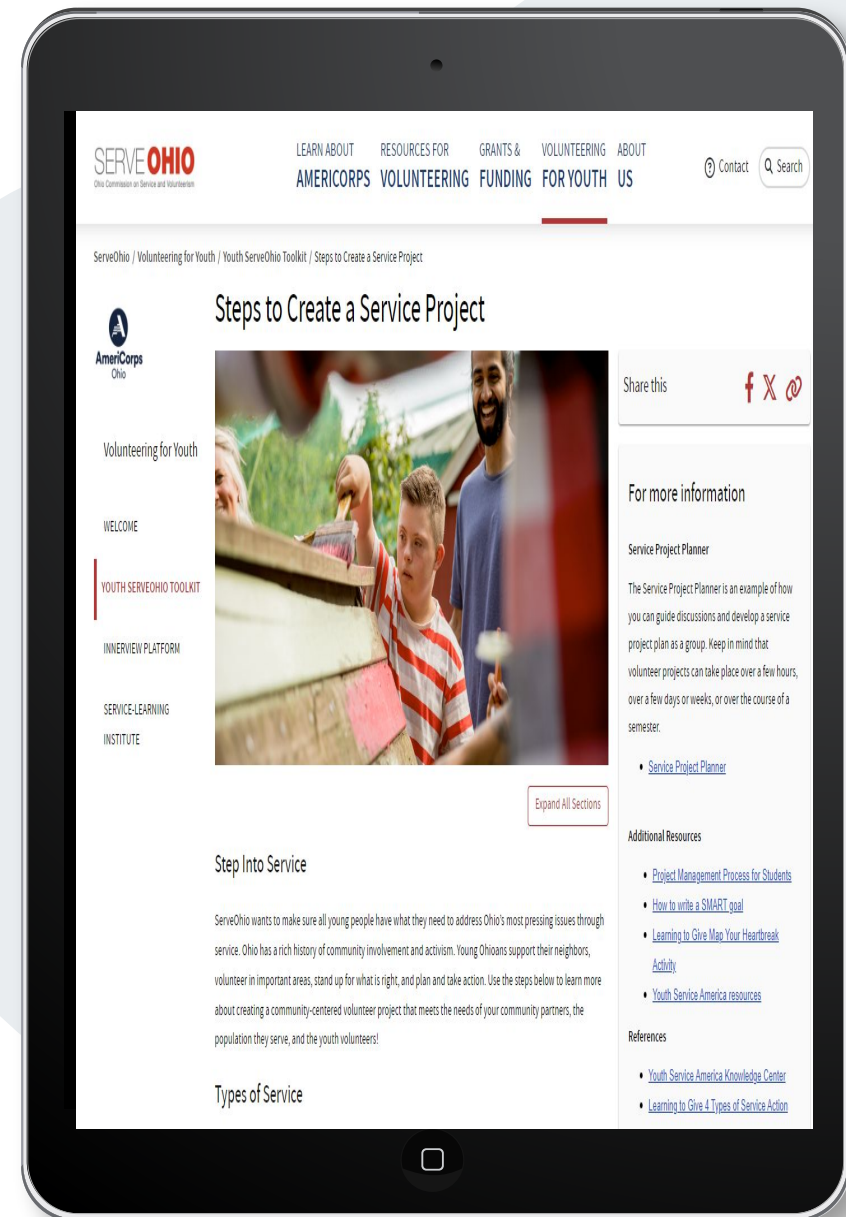 SERVE OHIO
Ohio Commission on Service and Volunteerism
LEARN ABOUT
AMERICORPS
RESOURCES FOR
VOLUNTEERING
GRANTS &
FUNDING
VOLUNTEERING
FOR YOUTH
ABOUT
US
Contact
Search
ServeOhio / Volunteering for Youth / Youth ServeOhio Toolkit / Steps to Create a Service Project
AmeriCorps
Ohio
Volunteering for Youth
WELCOME
YOUTH SERVEOHIO TOOLKIT
INNERVIEW PLATFORM
SERVICE-LEARNING
INSTITUTE
Steps to Create a Service Project
Expand All Sections
Step Into Service
ServeOhio wants to make sure all young people have what they need to address Ohio's most pressing issues through
service. Ohio has a rich history of community involvement and activism. Young Ohioans support their neighbors,
volunteer in important areas, stand up for what is right, and plan and take action. Use the steps below to learn more
about creating a community-centered volunteer project that meets the needs of your community partners, the
population they serve, and the youth volunteers!
Types of Service
Share this
For more information
Service Project Planner
The Service Project Planner is an example of how
you can guide discussions and develop a service
project plan as a group. Keep in mind that
volunteer projects can take place over a few hours,
over a few days or weeks, or over the course of a
semester.
• Service Project Planner
Additional Resources
• Project Management Process for Students
• How to write a SMART goal
• Learning to Give Map Your Heartbreak
Activity
• Youth Service America resources
References
• Youth Service America Knowledge Center
• Learning to Give 4 Types of Service Action